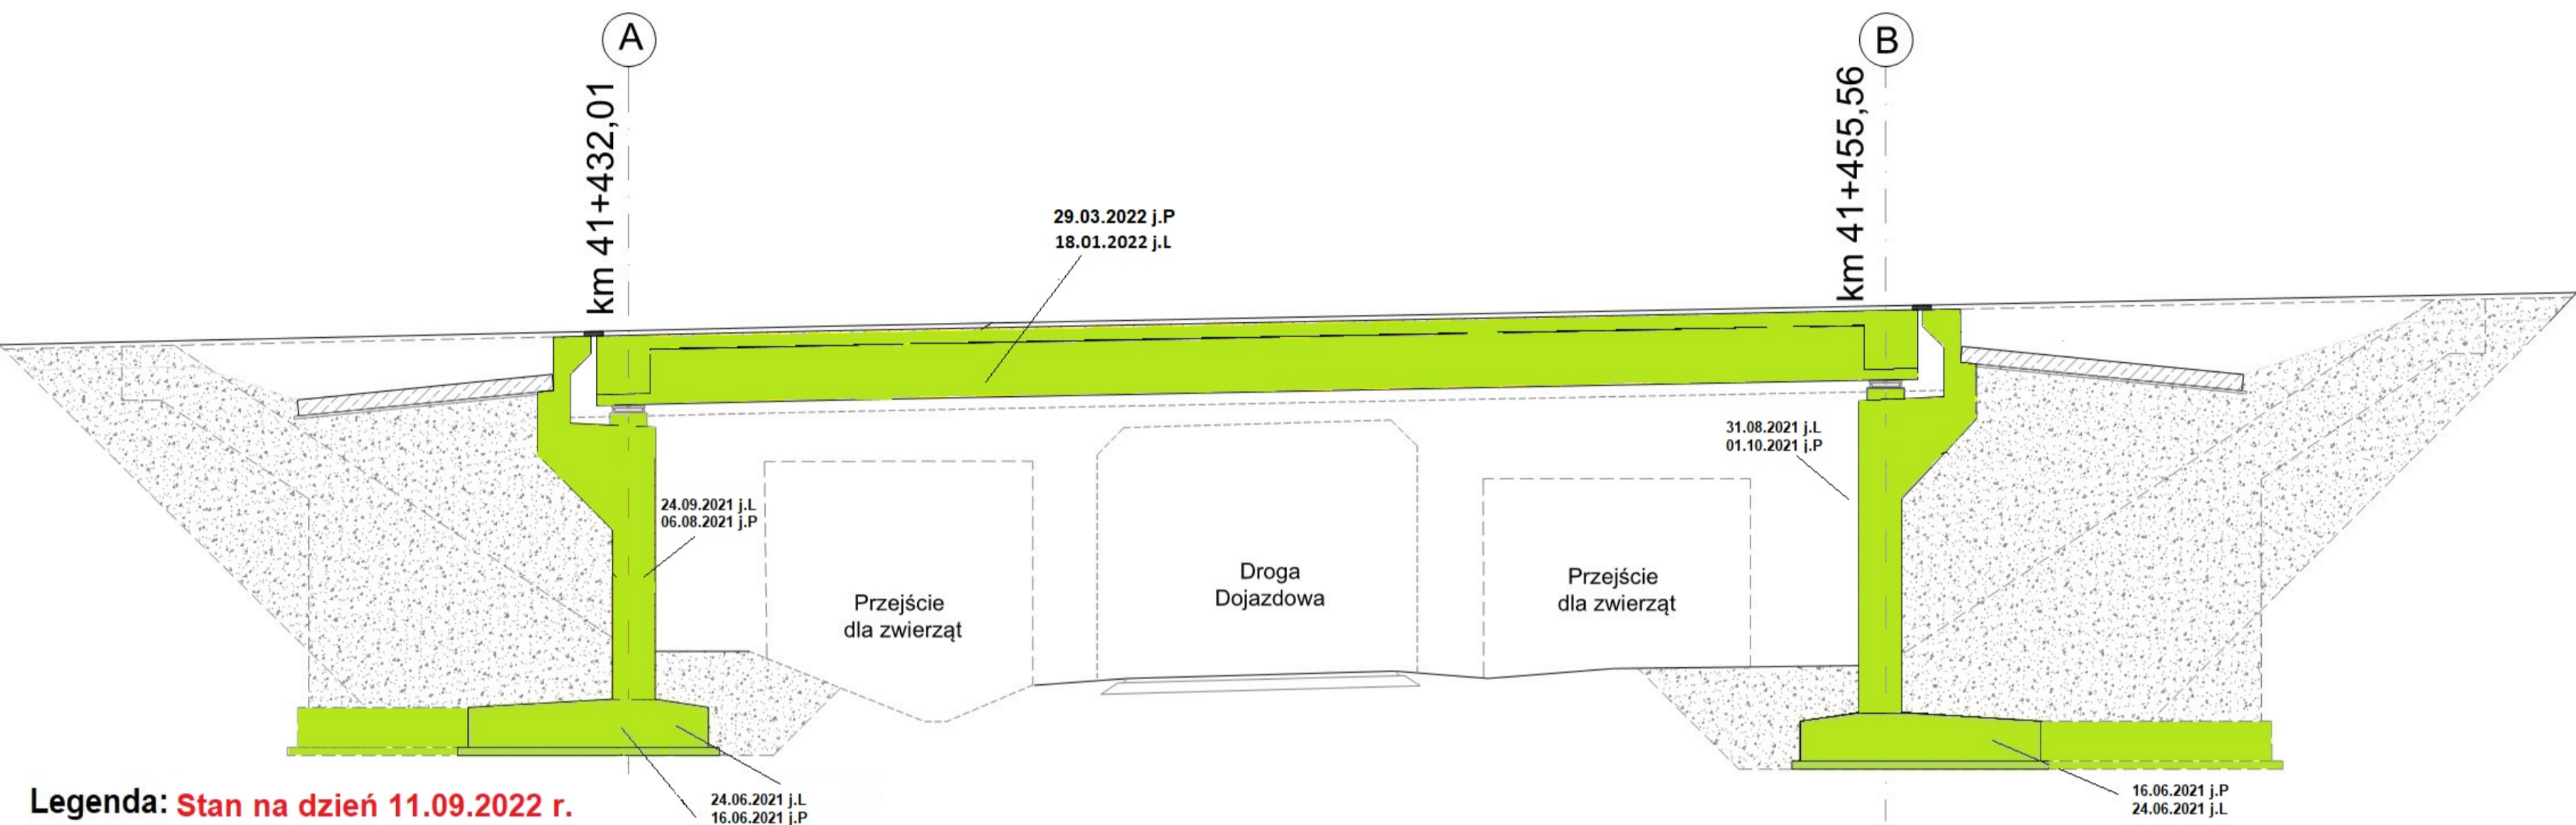 A
B
km 41+432,01
km 41+455,56
29.03.2022 j.P
18.01.2022 j.L
31.08.2021 j.L
01.10.2021 j.P
24.09.2021 j.L
06.08.2021 j.P
Przejście
dla zwierząt
Droga
Dojazdowa
Przejście
dla zwierząt
24.06.2021 j.L
16.06.2021 j.P
16.06.2021 j.P
24.06.2021 j.L
Legenda: Stan na dzień 11.09.2022 r.